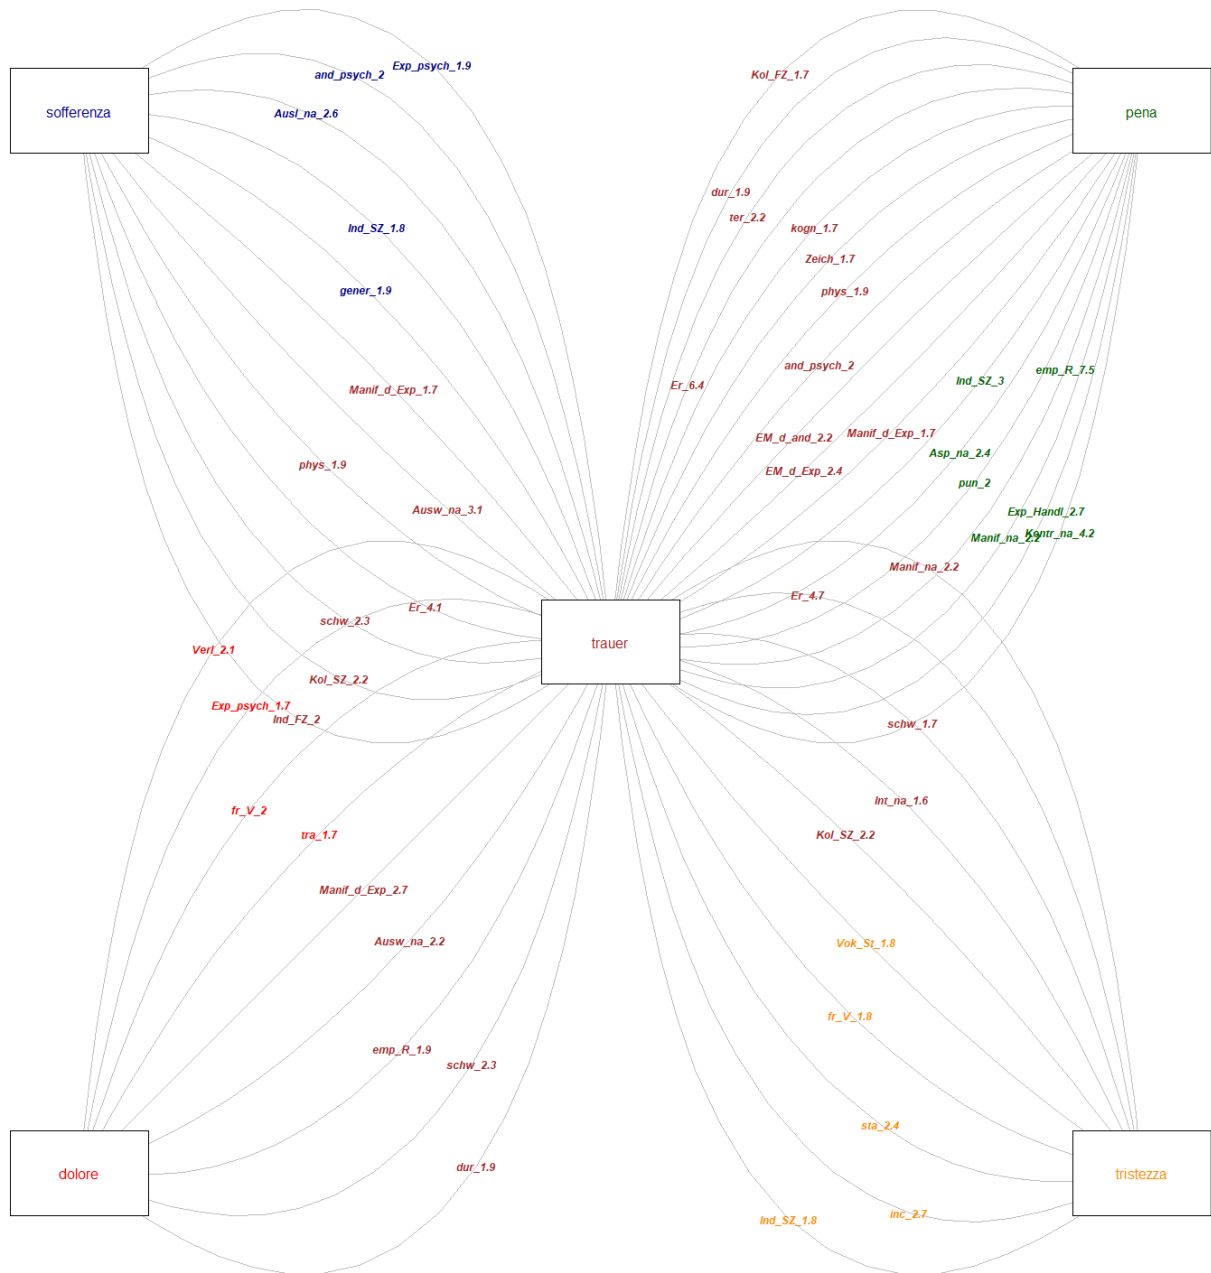 Exp_psych_1.9
and_psych_2
Kol_FZ_1.7
sofferenza
Ausl_na_2.6
pena
dur_1.9
ter_2.2
Ind_SZ_1.8
kogn_1.7
Zeich_1.7
gener_1.9
phys_1.9
and_psych_2
emp_R_7.5
Ind_SZ_3
Er_6.4
Manif_d_Exp_1.7
Manif_d_Exp_1.7
EM_d_and_2.2
Asp_na_2.4
phys_1.9
EM_d_Exp_2.4
pun_2
Ausw_na_3.1
Exp_Handl_2.7
Kontr_na_4.2
Manif_na_2.2
Manif_na_2.2
Er_4.7
Er_4.1
schw_2.3
trauer
Verl_2.1
Kol_SZ_2.2
Exp_psych_1.7
Ind_FZ_2
schw_1.7
Int_na_1.6
fr_V_2
tra_1.7
Kol_SZ_2.2
Manif_d_Exp_2.7
Ausw_na_2.2
Vok_St_1.8
fr_V_1.8
emp_R_1.9
schw_2.3
sta_2.4
dur_1.9
dolore
tristezza
inc_2.7
Ind_SZ_1.8